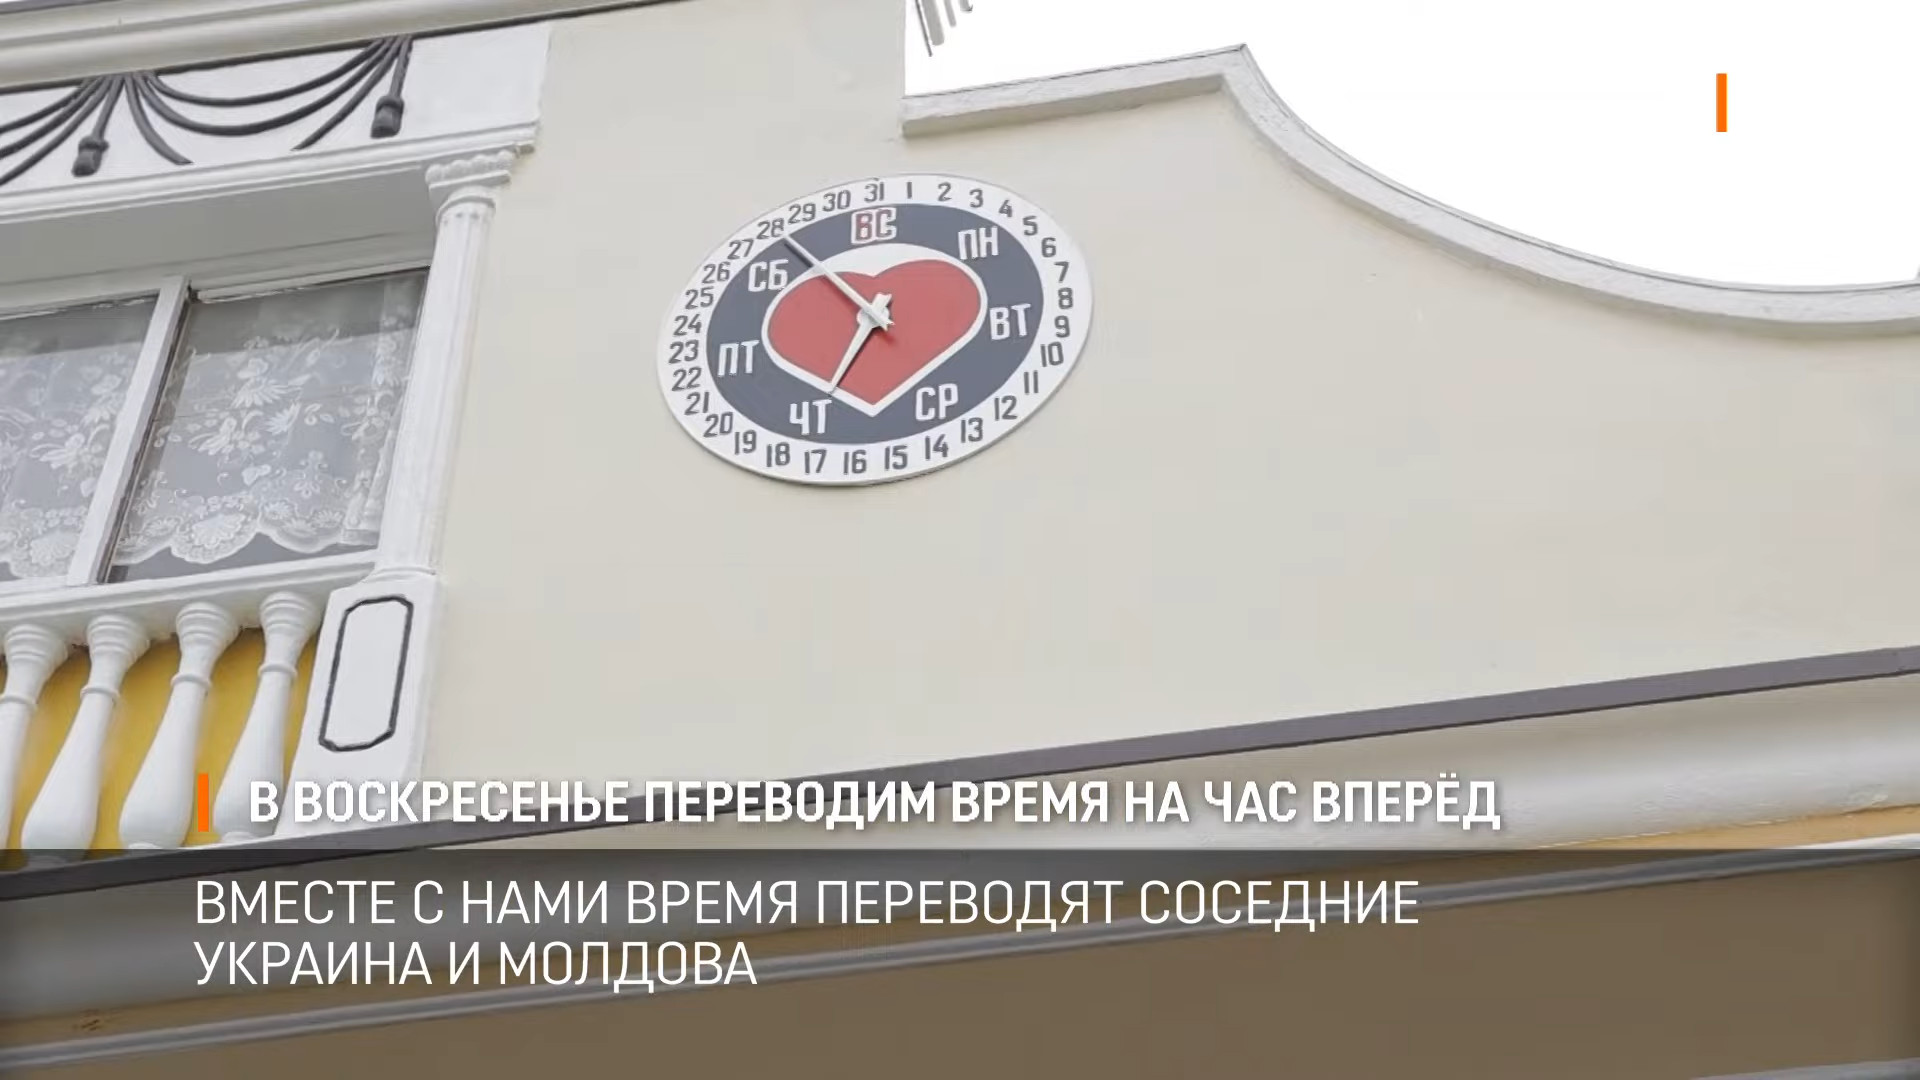 31 1 2 3 4 5 6 7 8 9 10 11 12 13 14 15 16 17 18 19 20 21 22 23 24 25 26 27 28 29 30
ВС ПН ВТ СР ЧТ ПТ СБ
В ВОСКРЕСЕНЬЕ ПЕРЕВОДИМ ВРЕМЯ НА ЧАС ВПЕРЁД
ВМЕСТЕ С НАМИ ВРЕМЯ ПЕРЕВОДЯТ СОСЕДНИЕ
УКРАИНА И МОЛДОВА